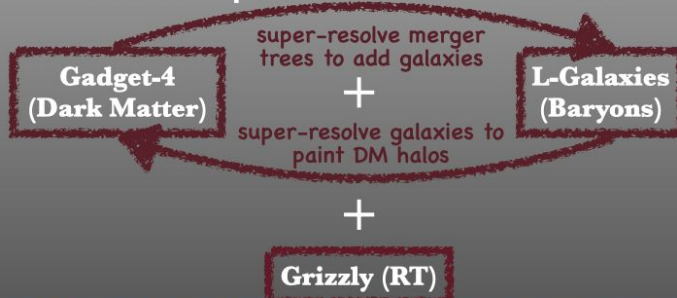 super-resolve merger
trees to add galaxies
Gadget-4
(Dark Matter)
+
L-Galaxies
(Baryons)
super-resolve galaxies to
paint DM halos
+
Grizzly (RT)